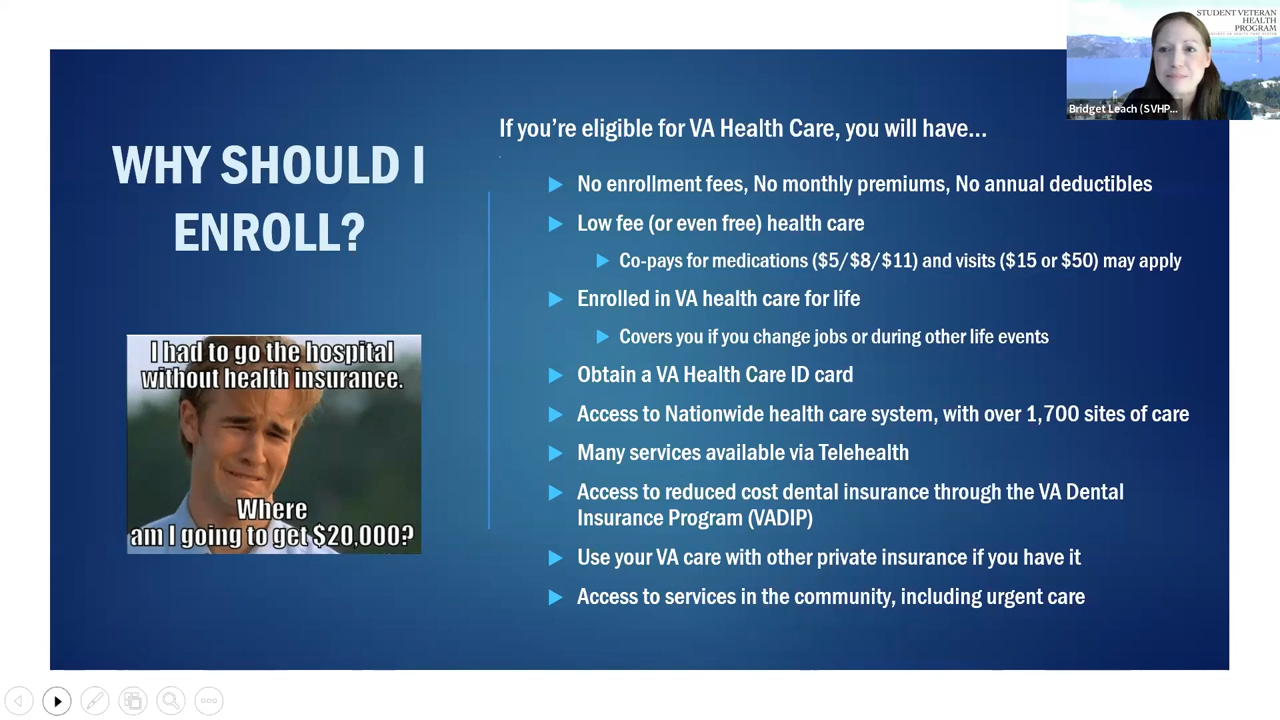 STUDENT VETERAN
HEALTH
PROGRAM
Bridget Leach (SVHP...
WHY SHOULD I
ENROLL?
I had to go the hospital
without health insurance.
Where
am I going to get $20,000?
If you’re eligible for VA Health Care, you will have...
No enrollment fees, No monthly premiums, No annual deductibles
Low fee (or even free) health care
Co-pays for medications ($5/$8/$11) and visits ($15 or $50) may apply
Enrolled in VA health care for life
Covers you if you change jobs or during other life events
Obtain a VA Health Care ID card
Access to Nationwide health care system, with over 1,700 sites of care
Many services available via Telehealth
Access to reduced cost dental insurance through the VA Dental
Insurance Program (VADIP)
Use your VA care with other private insurance if you have it
Access to services in the community, including urgent care